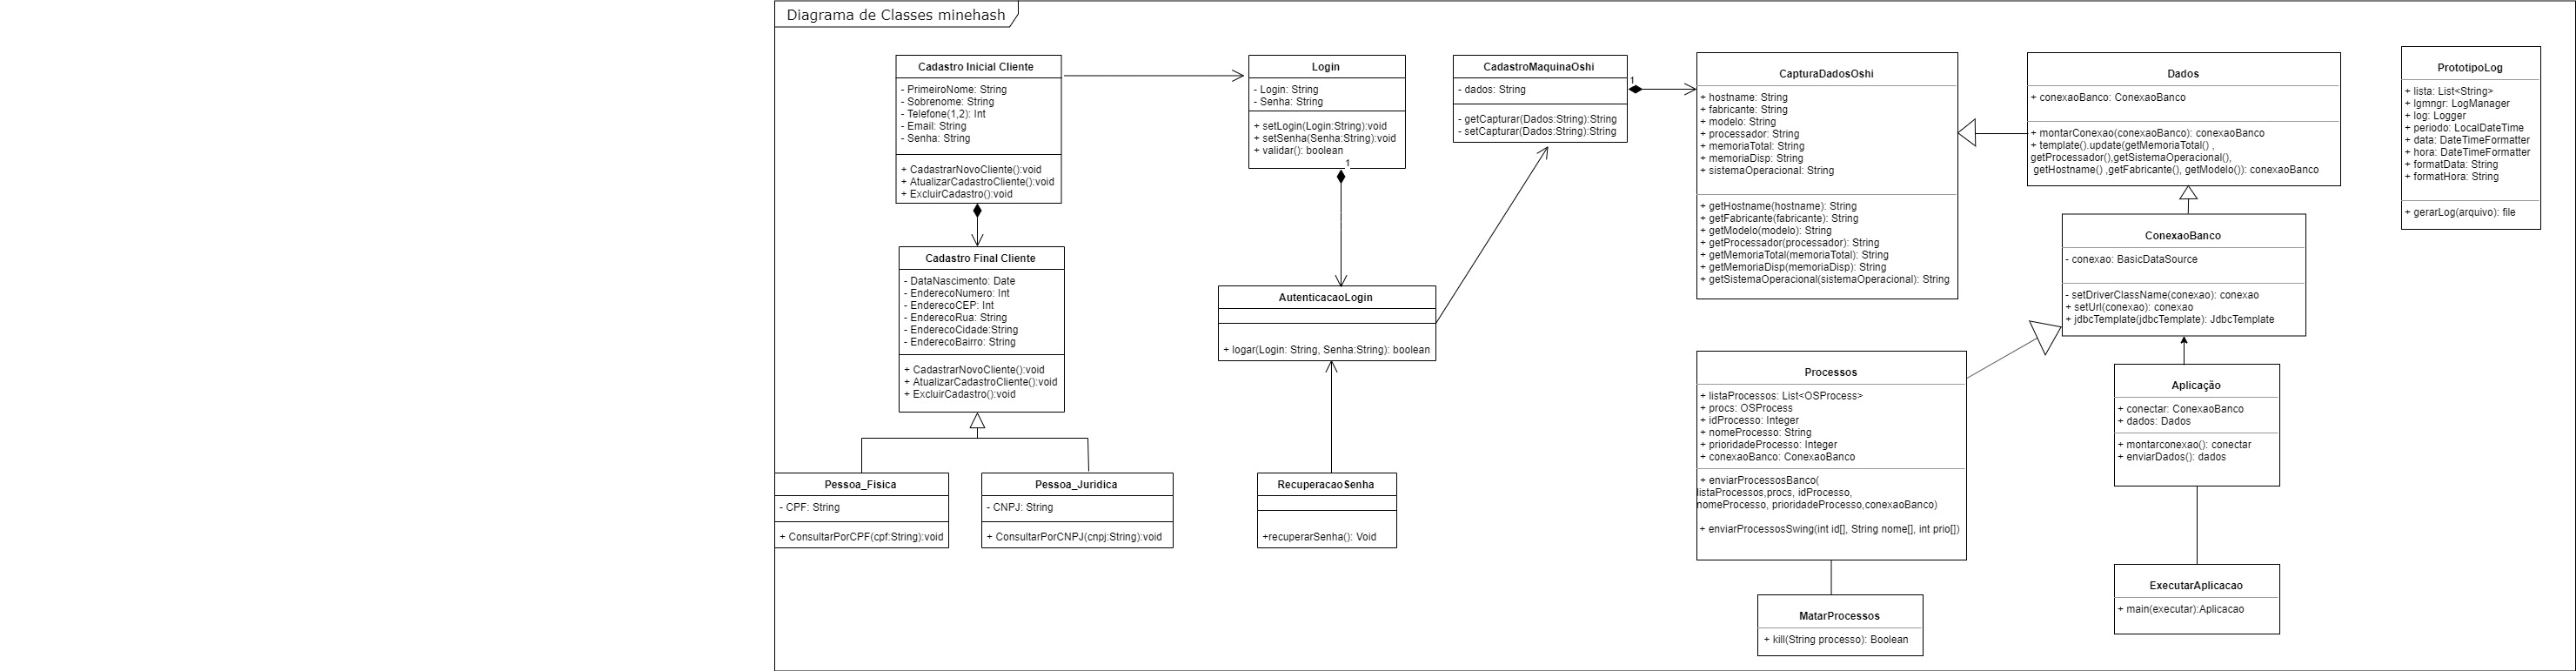 Diagrama de Classes minehash
Cadastro Inicial Cliente
- PrimeiroNome: String
- Sobrenome: String
- Telefone(1,2): Int
- Email: String
- Senha: String
+ CadastrarNovoCliente():void
+ AtualizarCadastroCliente():void
+ ExcluirCadastro():void
Cadastro Final Cliente
- DataNascimento: Date
- EnderecoNumero: Int
- EnderecoCEP: Int
- EnderecoRua: String
- EnderecoCidade:String
- EnderecoBairro: String
+ CadastrarNovoCliente():void
+ AtualizarCadastroCliente():void
+ ExcluirCadastro():void
Pessoa_Fisica
- CPF: String
+ ConsultarPorCPF(cpf:String):void
Pessoa_Juridica
- CNPJ: String
+ ConsultarPorCNPJ(cnpj:String):void
Login
- Login: String
- Senha: String
+ setLogin(Login:String):void
+ setSenha(Senha:String):void
+ validar(): boolean
1
AutenticacaoLogin
+ logar(Login: String, Senha:String): boolean
RecuperacaoSenha
+recuperarSenha(): Void
CadastroMaquinaOshi
- dados: String
- getCapturar(Dados:String):String
- setCapturar(Dados:String):String
1
CapturaDadosOshi
+ hostname: String
+ fabricante: String
+ modelo: String
+ processador: String
+ memoriaTotal: String
+ memoriaDisp: String
+ sistemaOperacional: String
+ getHostname(hostname): String
+ getFabricante(fabricante): String
+ getModelo(modelo): String
+ getProcessador(processador): String
+ getMemoriaTotal(memoriaTotal): String
+ getMemoriaDisp(memoriaDisp): String
+ getSistemaOperacional(sistemaOperacional): String
Processos
+ listaProcessos: List<OSProcess>
+ procs: OSProcess
+ idProcesso: Integer
+ nomeProcesso: String
+ prioridadeProcesso: Integer
+ conexaoBanco: ConexaoBanco
+ enviarProcessosBanco(
listaProcessos,procs, idProcesso,
nomeProcesso, prioridadeProcesso,conexaoBanco)
+ enviarProcessosSwing(int id[], String nome[], int prio[])
MatarProcessos
+ kill(String processo): Boolean
Dados
+ conexaoBanco: ConexaoBanco
+ montarConexao(conexaoBanco): conexaoBanco
+ template().update(getMemoriaTotal() ,
getProcessador(),getSistemaOperacional(),
getHostname() ,getFabricante(), getModelo()): conexaoBanco
ConexaoBanco
- conexao: BasicDataSource
- setDriverClassName(conexao): conexao
+ setUrl(conexao): conexao
+ jdbcTemplate(jdbcTemplate): JdbcTemplate
Aplicação
+ conectar: ConexaoBanco
+ dados: Dados
+ montarconexao(): conectar
+ enviarDados(): dados
ExecutarAplicacao
+ main(executar):Aplicacao
PrototipoLog
+ lista: List<String>
+ lgmngr: LogManager
+ log: Logger
+ periodo: LocalDateTime
+ data: DateTimeFormatter
+ hora: DateTimeFormatter
+ formatData: String
+ formatHora: String
+ gerarLog(arquivo): file